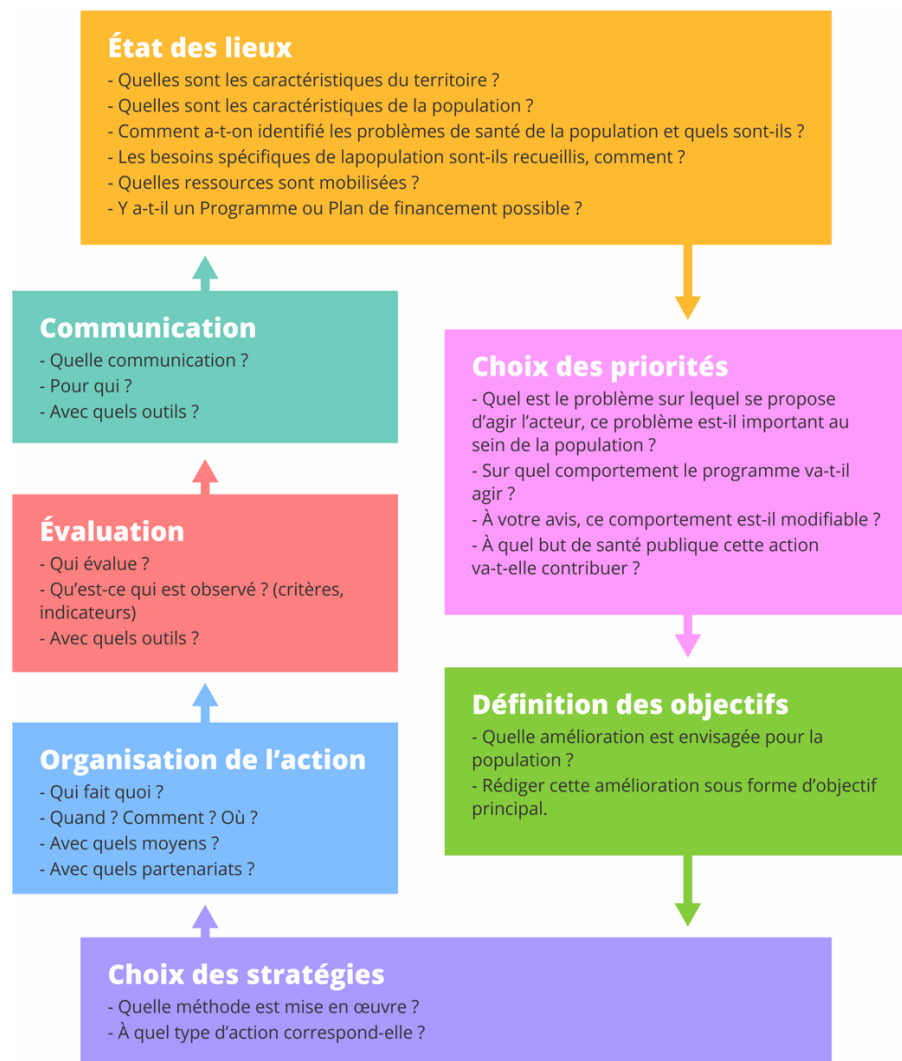 État des lieux
- Quelles sont les caractéristiques du territoire ?
- Quelles sont les caractéristiques de la population ?
- Comment a-t-on identifié les problèmes de santé de la population et quels sont-ils ?
- Les besoins spécifiques de lapopulation sont-ils recueillis, comment ?
- Quelles ressources sont mobilisées ?
- Y a-t-il un Programme ou Plan de financement possible ?
Choix des priorités
- Quel est le problème sur lequel se propose
d’agir l’acteur, ce problème est-il important au
sein de la population ?
- Sur quel comportement le programme va-t-il
agir ?
- À votre avis, ce comportement est-il modifiable ?
- À quel but de santé publique cette action
va-t-elle contribuer ?
Définition des objectifs
- Quelle amélioration est envisagée pour la
population ?
- Rédiger cette amélioration sous forme d’objectif
principal.
Choix des stratégies
- Quelle méthode est mise en œuvre ?
- À quel type d’action correspond-elle ?
Organisation de l’action
- Qui fait quoi ?
- Quand ? Comment ? Où ?
- Avec quels moyens ?
- Avec quels partenariats ?
Évaluation
- Qui évalue ?
- Qu’est-ce qui est observé ? (critères,
indicateurs)
- Avec quels outils ?
Communication
- Quelle communication ?
- Pour qui ?
- Avec quels outils ?